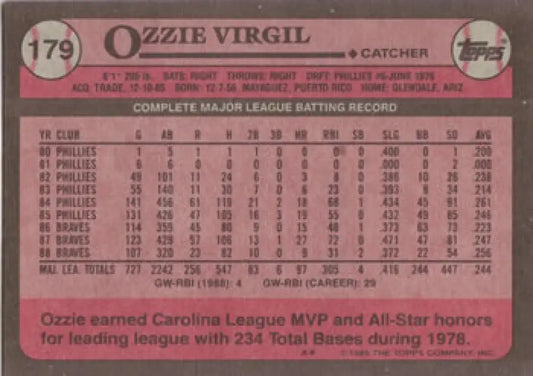 179
OZZIE VIRGIL
CATCHER
Topps
6'1" 205 lb. BATS: RIGHT THROWS: RIGHT DRFT: PHILLIES #6-JUNE 1976
ACQ: TRADE, 12-10-85 BORN: 12-7-56 MAYAGUEZ, PUERTO RICO HOME: GLENDALE, ARIZ.
COMPLETE MAJOR LEAGUE BATTING RECORD
YR CLUB G AB R H 2B 3B HR RBI SB SLG BB SO AVG
80 PHILLIES 1 5 1 1 1 0 0 0 0 .400 0 1 .200
81 PHILLIES 6 6 0 0 0 0 0 0 0 .000 0 2 .000
82 PHILLIES 49 101 11 24 6 0 3 8 0 .386 10 26 .238
83 PHILLIES 55 140 11 30 7 0 6 23 0 .393 8 34 .214
84 PHILLIES 141 456 61 119 21 2 18 68 1 .434 45 91 .261
85 PHILLIES 131 426 47 105 16 3 19 55 0 .432 49 85 .246
86 BRAVES 114 359 45 80 9 0 15 48 1 .373 63 73 .223
87 BRAVES 123 429 57 106 13 1 27 72 0 .471 47 81 .247
88 BRAVES 107 320 23 82 10 0 9 31 2 .372 22 54 .256
MAJ. LEA. TOTALS 727 2242 256 547 83 6 97 305 4 .416 244 447 .244
GW-RBI (1988): 4 GW-RBI (CAREER): 29
Ozzie earned Carolina League MVP and All-Star honors
for leading league with 234 Total Bases during 1978.
© 1989 THE TOPPS COMPANY, INC.